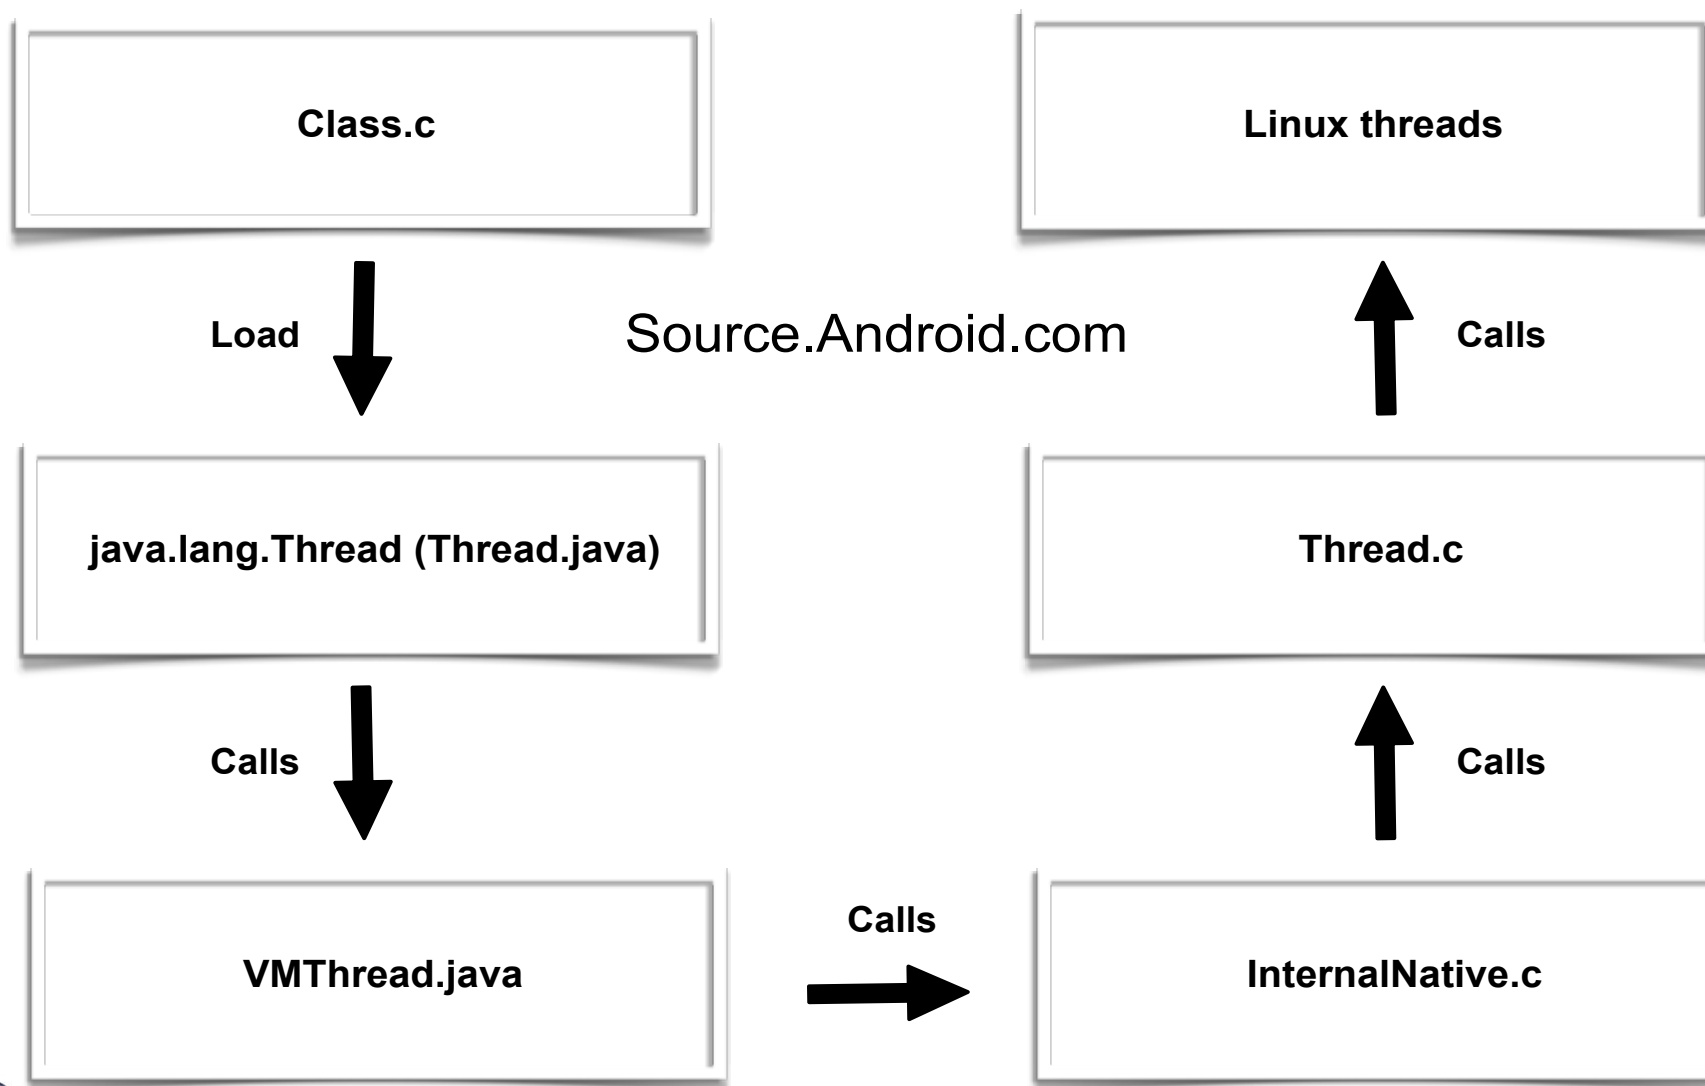 Class.c
Linux threads
Load
Source.Android.com
Calls
java.lang.Thread (Thread.java)
Thread.c
Calls
Calls
Calls
VMThread.java
InternalNative.c